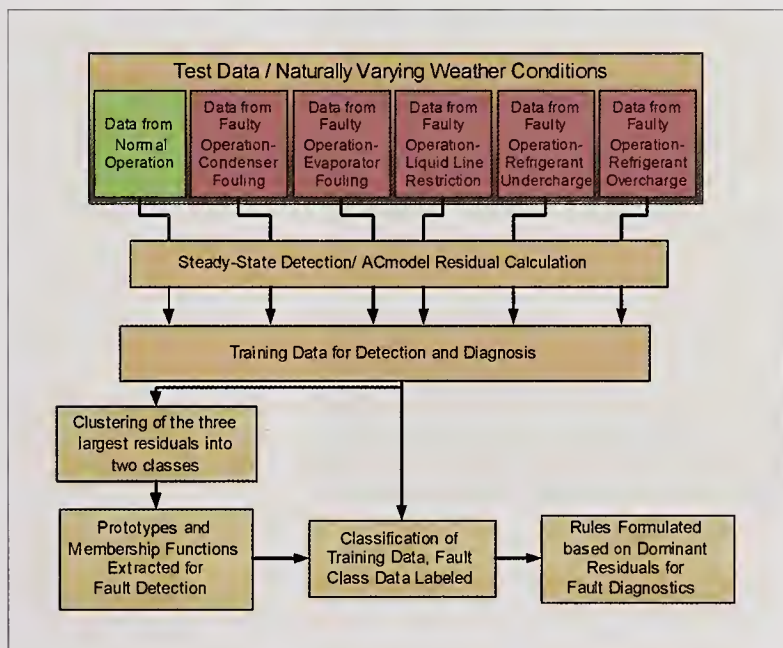 Test Data / Naturally Varying Weather Conditions
Data from
Normal
Operation
Data from
Faulty
Operation-
Condenser
Fouling
Data from
Faulty
Operation-
Evaporator
Fouling
Data from
Faulty
Operation-
Liquid Line
Restriction
Data from
Faulty
Operation-
Refrigerant
Undercharge
Data from
Faulty
Operation-
Refrigerant
Overcharge
Steady-State Detection/ ACmodel Residual Calculation
Training Data for Detection and Diagnosis
Clustering of the three
largest residuals into
two classes
Prototypes and
Membership Functions
Extracted for
Fault Detection
Classification of
Training Data, Fault
Class Data Labeled
Rules Formulated
based on Dominant
Residuals for
Fault Diagnostics